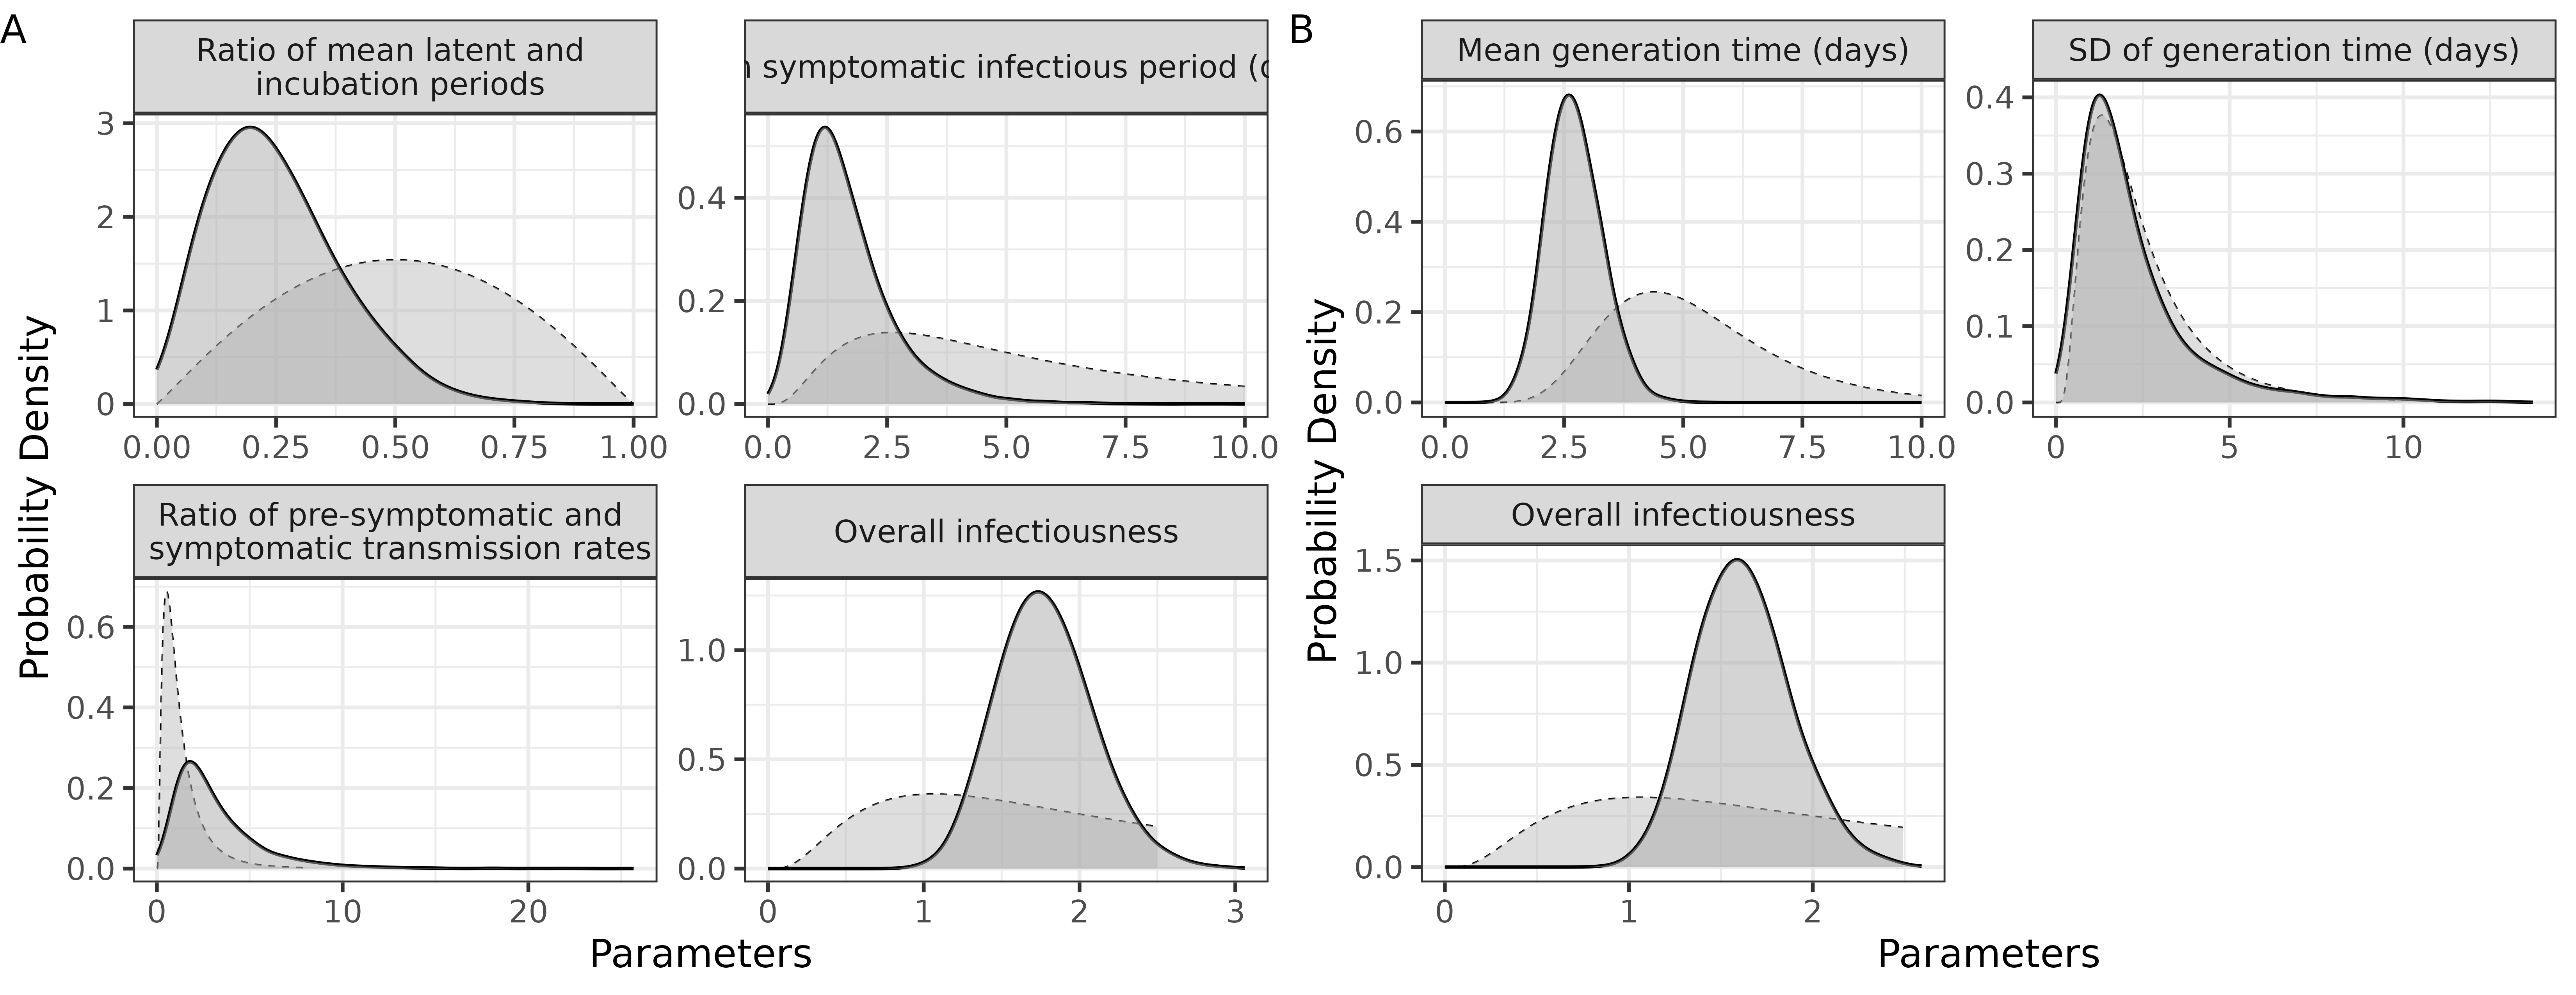 A
Ratio of mean latent and
incubation periods
symptomatic infectious period
3
2
1
0
0.00 0.25 0.50 0.75 1.00
0.4
0.2
0.0
0.0 2.5 5.0 7.5 10.0
Ratio of pre-symptomatic and
symptomatic transmission rates
Overall infectiousness
0.6
0.4
0.2
0.0
0 10 20
1.0
0.5
0.0
0 1 2 3
Probability Density
Parameters
B
Mean generation time (days)
SD of generation time (days)
0.6
0.4
0.2
0.0
0.0 2.5 5.0 7.5 10.0
0.4
0.3
0.2
0.1
0.0
0 5 10
Overall infectiousness
1.5
1.0
0.5
0.0
0 1 2
Probability Density
Parameters